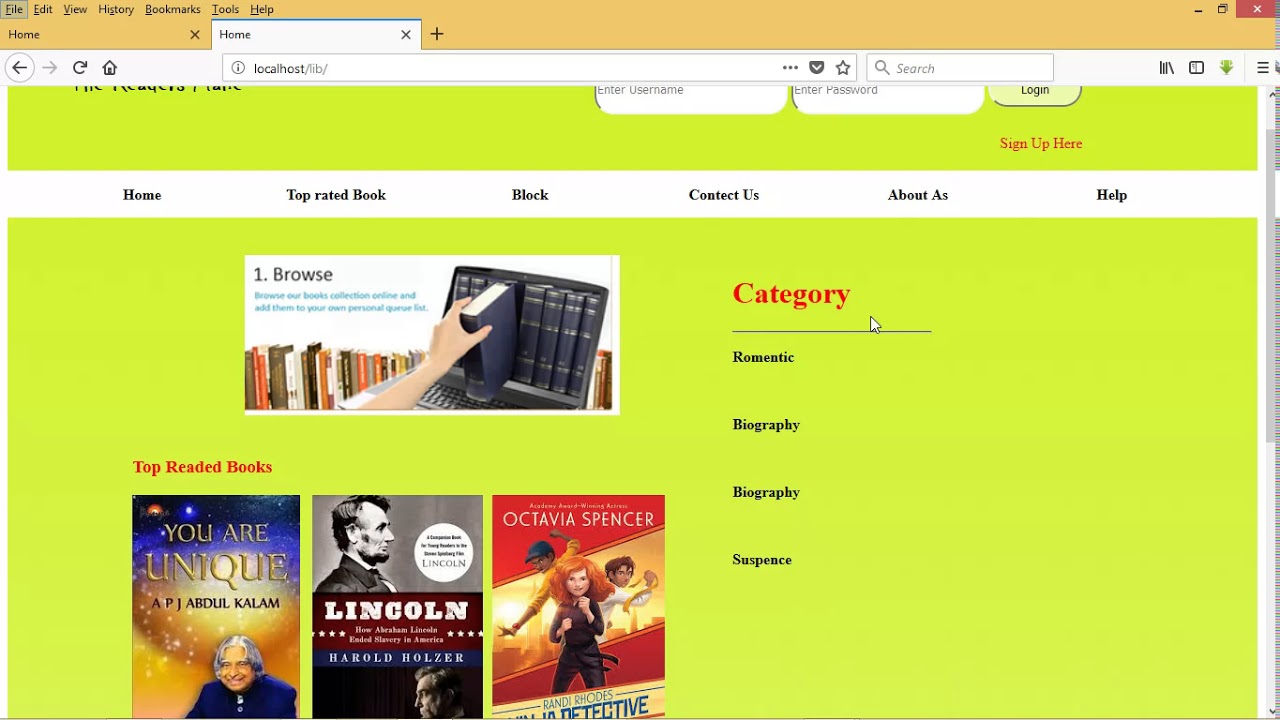 File Edit View History Bookmarks Tools Help
Home
Home
localhost/lib/
Search
The Readers Plane
Enter Username
Enter Password
Login
Sign Up Here
Home
Top rated Book
Block
Contect Us
About As
Help
1. Browse
Browse our books collection online and
add them to your own personal queue list.
Category
Romentic
Biography
Biography
Suspence
Top Readed Books
YOU ARE
UNIQUE
A P J ABDUL KALAM
A Companion Book
for Young Readers to the
Steven Spielberg Film
LINCOLN
LINCOLN
How Abraham Lincoln
Ended Slavery in America
HAROLD HOLZER
Academy Award-Winning Actress
OCTAVIA SPENCER
RANDI RHODES
NINJA DETECTIVE